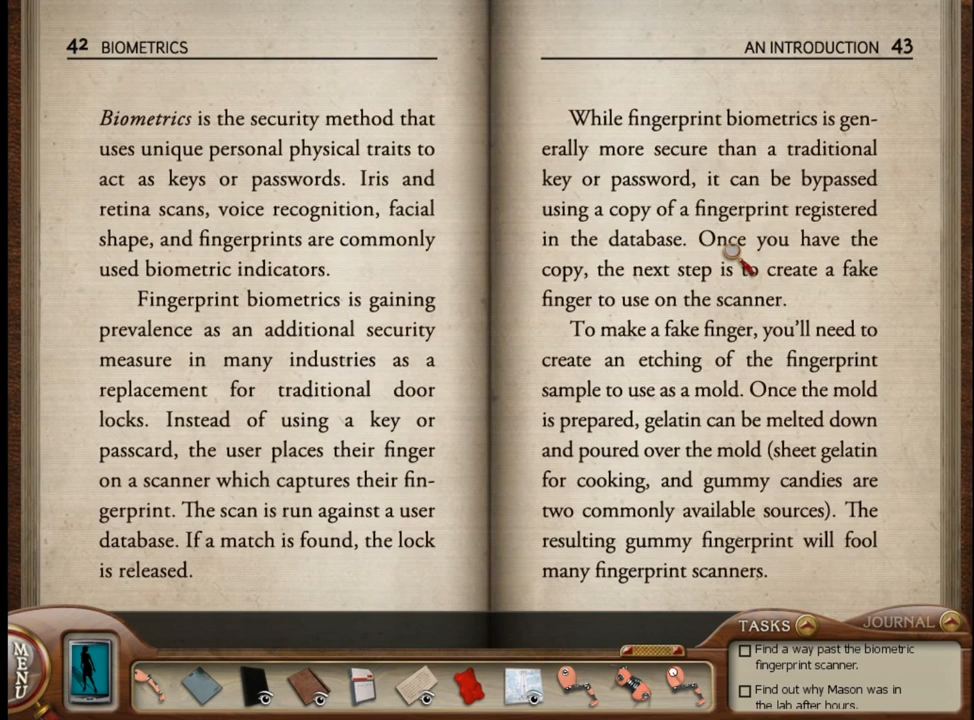 42 BIOMETRICS
Biometrics is the security method that
uses unique personal physical traits to
act as keys or passwords. Iris and
retina scans, voice recognition, facial
shape, and fingerprints are commonly
used biometric indicators.
Fingerprint biometrics is gaining
prevalence as an additional security
measure in many industries as a
replacement for traditional door
locks. Instead of using a key or
passcard, the user places their finger
on a scanner which captures their fin-
gerprint. The scan is run against a user
database. If a match is found, the lock
is released.
AN INTRODUCTION 43
While fingerprint biometrics is gen-
erally more secure than a traditional
key or password, it can be bypassed
using a copy of a fingerprint registered
in the database. Once you have the
copy, the next step is to create a fake
finger to use on the scanner.
To make a fake finger, you'll need to
create an etching of the fingerprint
sample to use as a mold. Once the mold
is prepared, gelatin can be melted down
and poured over the mold (sheet gelatin
for cooking, and gummy candies are
two commonly available sources). The
resulting gummy fingerprint will fool
many fingerprint scanners.
MENU
TASKS
JOURNAL
Find a way past the biometric
fingerprint scanner.
Find out why Mason was in
the lab after hours.